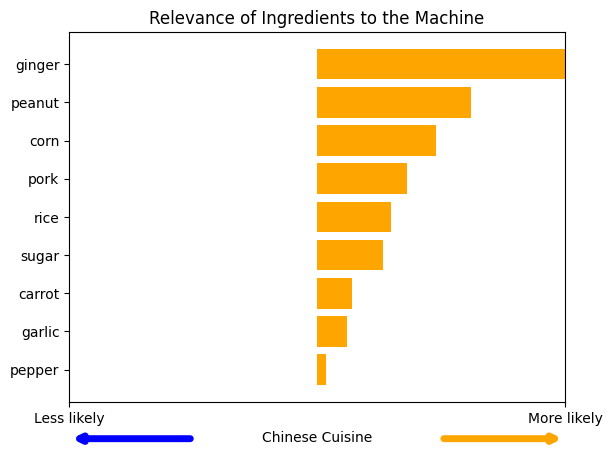 Relevance of Ingredients to the Machine
ginger
peanut
corn
pork
rice
sugar
carrot
garlic
pepper
Less likely
More likely
Chinese Cuisine